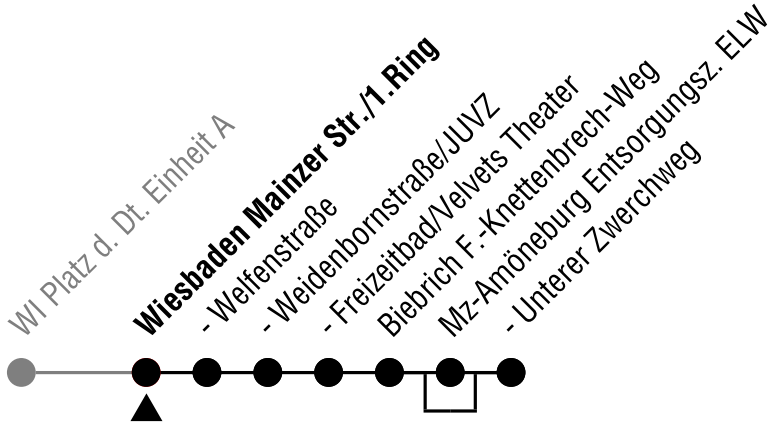 WI Platz d. Dt. Einheit A
Wiesbaden Mainzer Str./1.Ring
- Welfenstraße
- Weidenbornstraße/JUVZ
- Freizeitbad/Velvets Theater
Biebrich F.-Knettenbrech-Weg
Mz-Amöneburg Entsorgungsz. ELW
- Unterer Zwerchweg